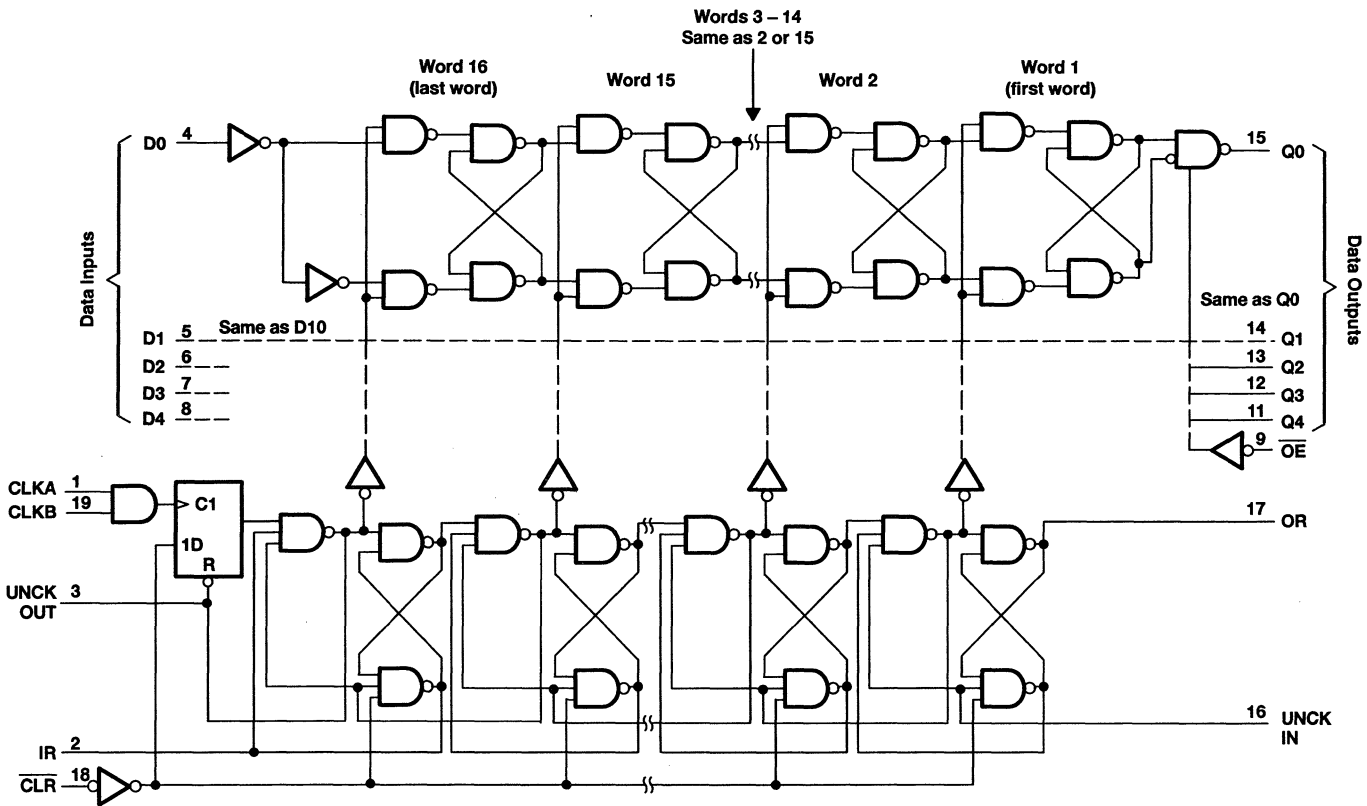 Words 3 – 14
Same as 2 or 15
Word 16
(last word)
Word 15
Word 2
Word 1
(first word)
Data Inputs
D0 4
15 Q0
Same as Q0
D1 5 Same as D10
14 Q1
D2 6
13 Q2
D3 7
12 Q3
D4 8
11 Q4
9 OE
Data Outputs
CLKA 1
CLKB 19
C1
1D
R
17 OR
UNCK
OUT 3
16 UNCK
IN
IR 2
CLR 18